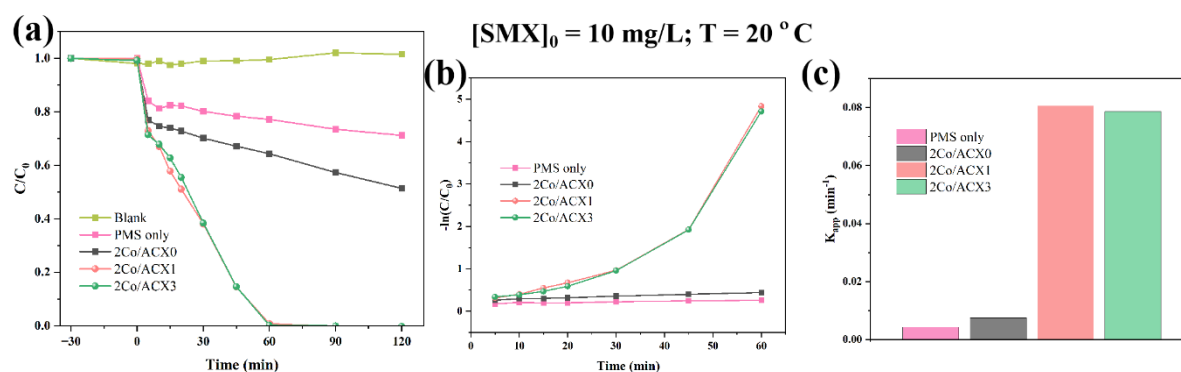 [SMX]₀ = 10 mg/L; T = 20 °C
(a)
C/C₀
1.0
0.8
0.6
0.4
0.2
0.0
Blank
PMS only
2Co/ACX0
2Co/ACX1
2Co/ACX3
−30 0 30 60 90 120
Time (min)
(b)
-ln(C/C₀)
5
4
3
2
1
0
PMS only
2Co/ACX0
2Co/ACX1
2Co/ACX3
0 10 20 30 40 50 60
Time (min)
(c)
Kapp (min⁻¹)
0.08
0.06
0.04
0.02
0.00
PMS only
2Co/ACX0
2Co/ACX1
2Co/ACX3